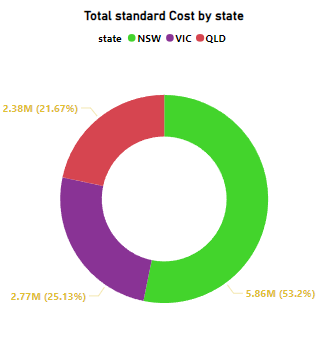 Total standard Cost by state
state NSW VIC QLD
2.38M (21.67%)
2.77M (25.13%)
5.86M (53.2%)